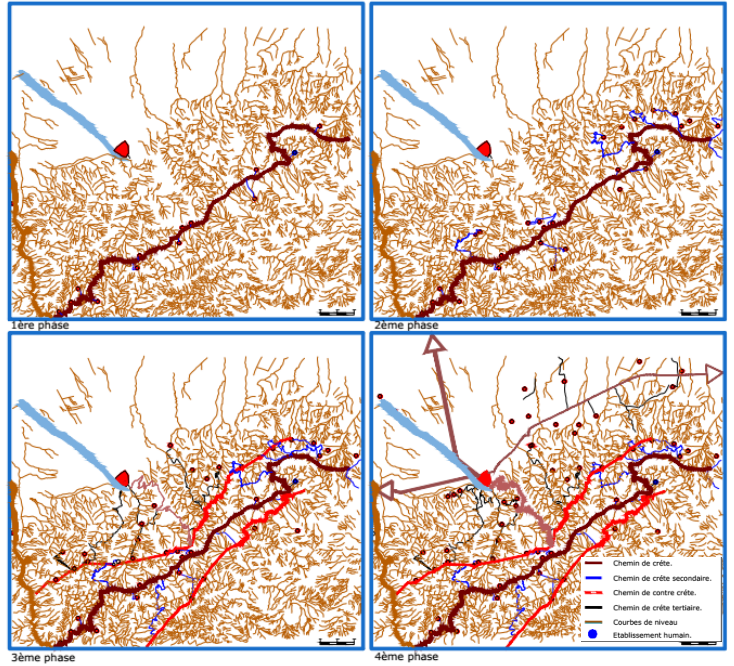 1ère phase
2ème phase
Chemin de crête.
Chemin de crête secondaire.
Chemin de contre crête.
Chemin de crête tertiaire.
Courbes de niveau
Etablissement humain.
3ème phase
4ème phase